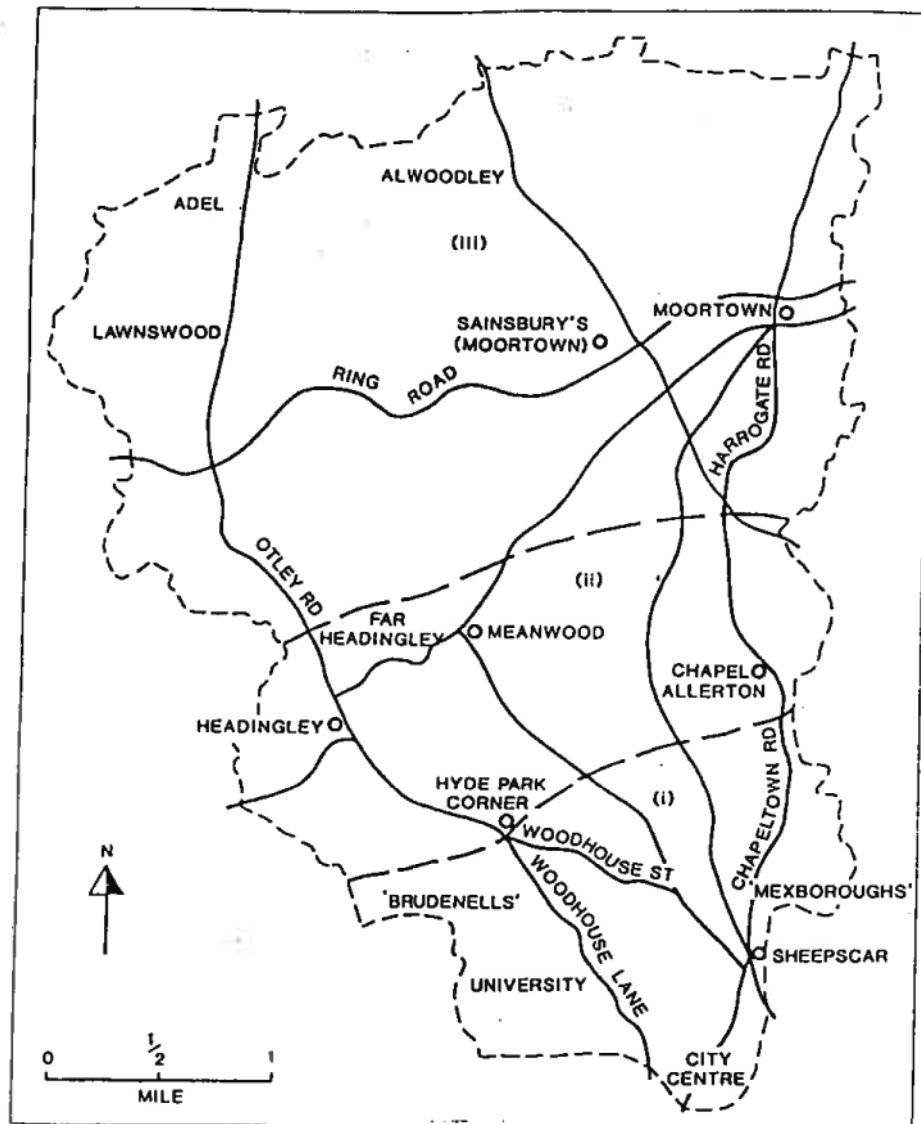 ADEL
ALWOODLEY
(iii)
LAWNSWOOD
SAINSBURY'S
(MOORTOWN)
MOORTOWN
RING
ROAD
HARROGATE RD
OTLEY RD
(ii)
FAR
HEADINGLEY
MEANWOOD
CHAPEL
ALLERTON
HEADINGLEY
HYDE PARK
CORNER
(i)
CHAPELTOWN RD
WOODHOUSE ST
N
WOODHOUSE LANE
'BRUDENELLS'
MEXBOROUGHS'
SHEEPSCAR
UNIVERSITY
CITY
CENTRE
0
1/2
1
MILE